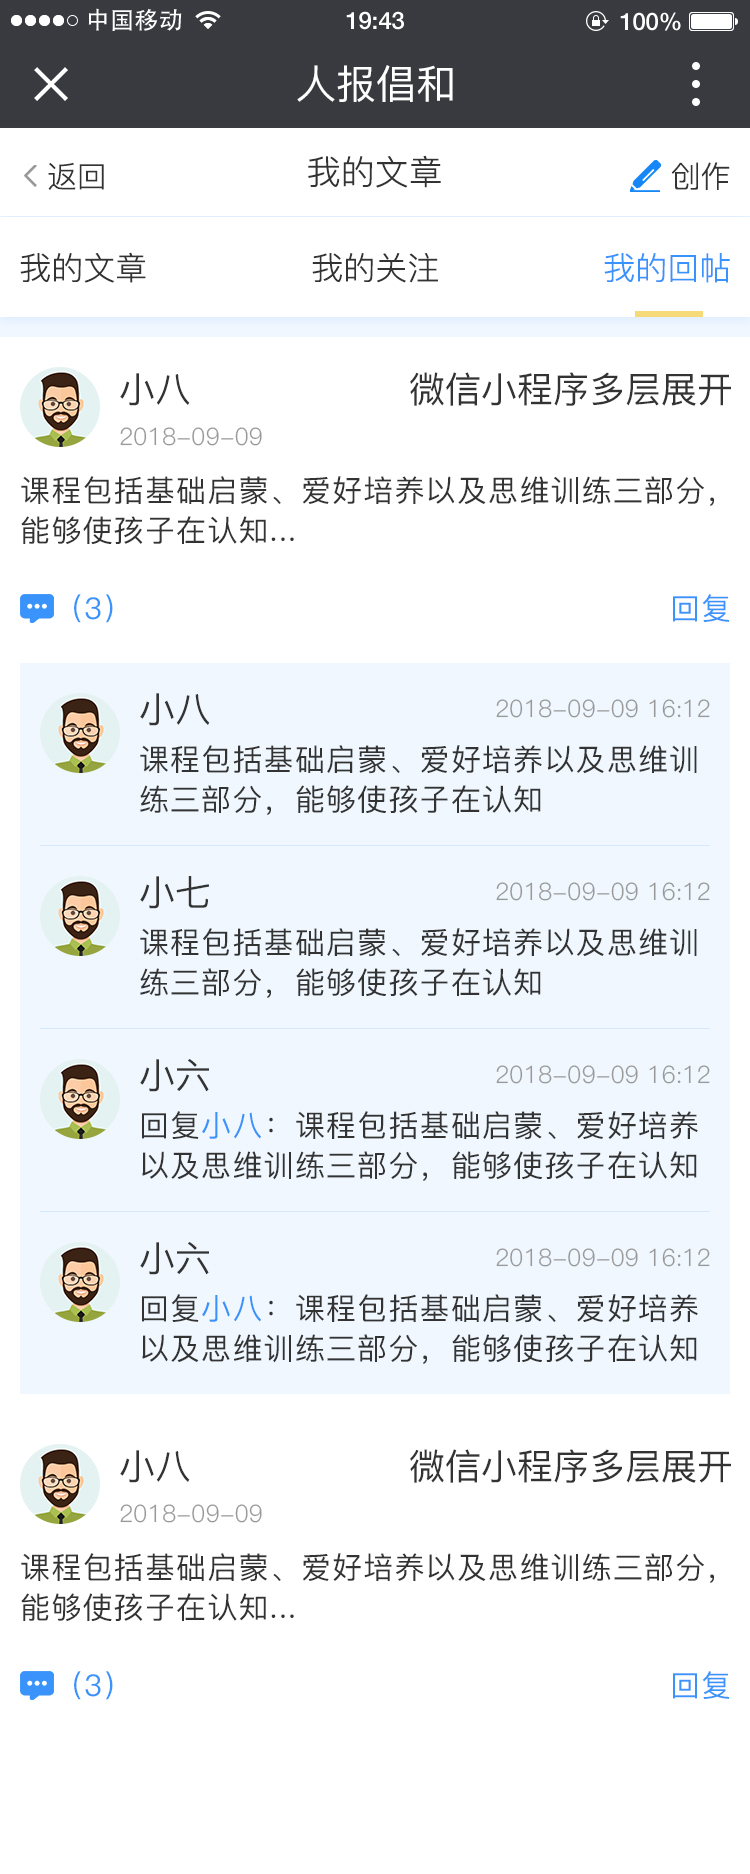 中国移动 19:43 100%
人报倡和
返回 我的文章 创作
我的文章 我的关注 我的回帖
小八 微信小程序多层展开
2018-09-09
课程包括基础启蒙、爱好培养以及思维训练三部分，
能够使孩子在认知...
(3) 回复
小八 2018-09-09 16:12
课程包括基础启蒙、爱好培养以及思维训
练三部分，能够使孩子在认知
小七 2018-09-09 16:12
课程包括基础启蒙、爱好培养以及思维训
练三部分，能够使孩子在认知
小六 2018-09-09 16:12
回复小八：课程包括基础启蒙、爱好培养
以及思维训练三部分，能够使孩子在认知
小六 2018-09-09 16:12
回复小八：课程包括基础启蒙、爱好培养
以及思维训练三部分，能够使孩子在认知
小八 微信小程序多层展开
2018-09-09
课程包括基础启蒙、爱好培养以及思维训练三部分，
能够使孩子在认知...
(3) 回复